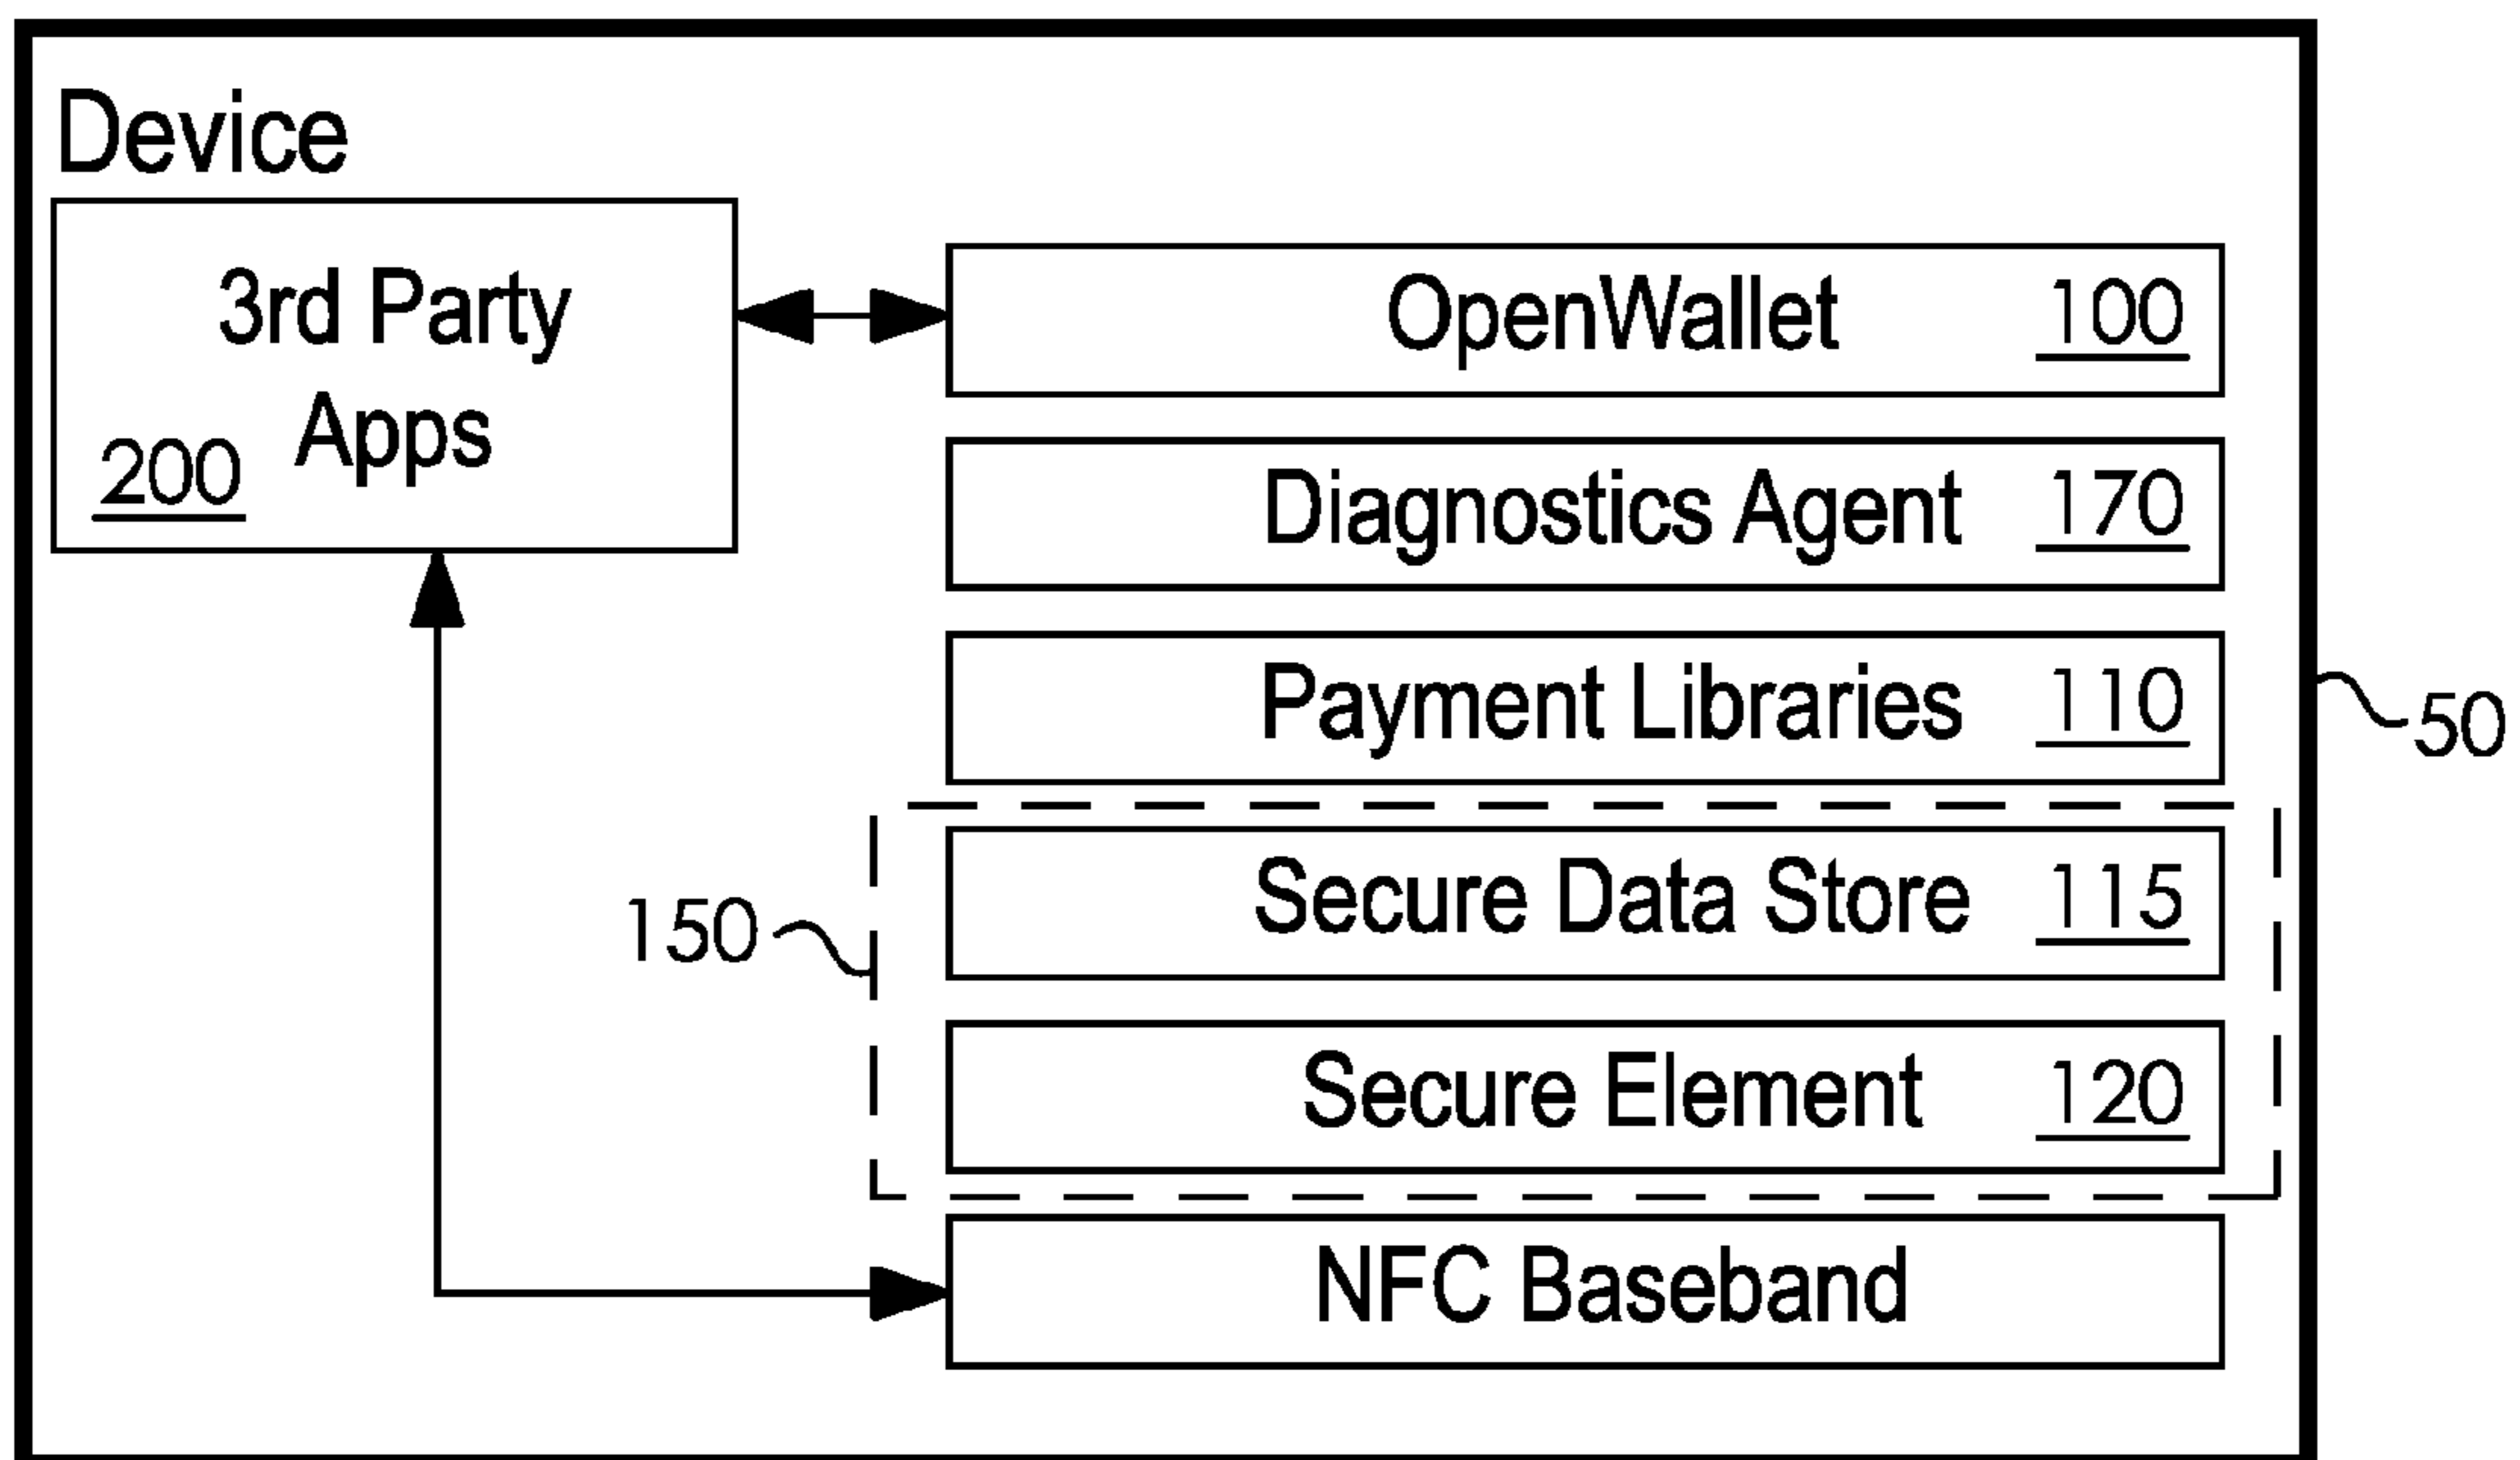 Device
3rd Party
Apps
200
OpenWallet 100
Diagnostics Agent 170
Payment Libraries 110
50
Secure Data Store 115
150
Secure Element 120
NFC Baseband